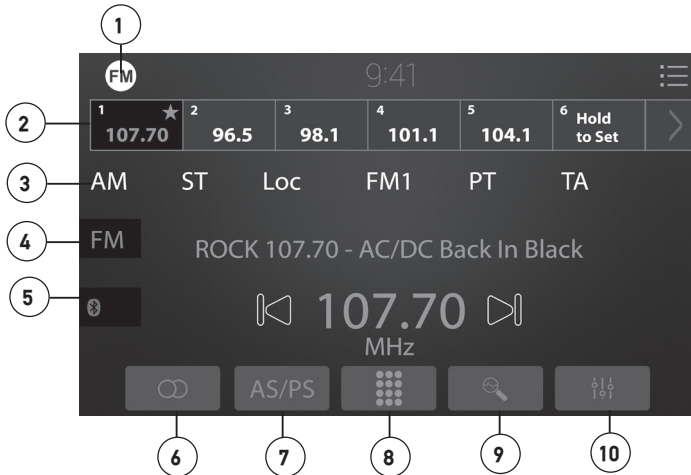 1
FM 9:41
2
1 107.70 2 96.5 3 98.1 4 101.1 5 104.1 6 Hold to Set
3 AM ST Loc FM1 PT TA
4 FM
ROCK 107.70 - AC/DC Back In Black
5
107.70
MHz
AS/PS
6 7 8 9 10